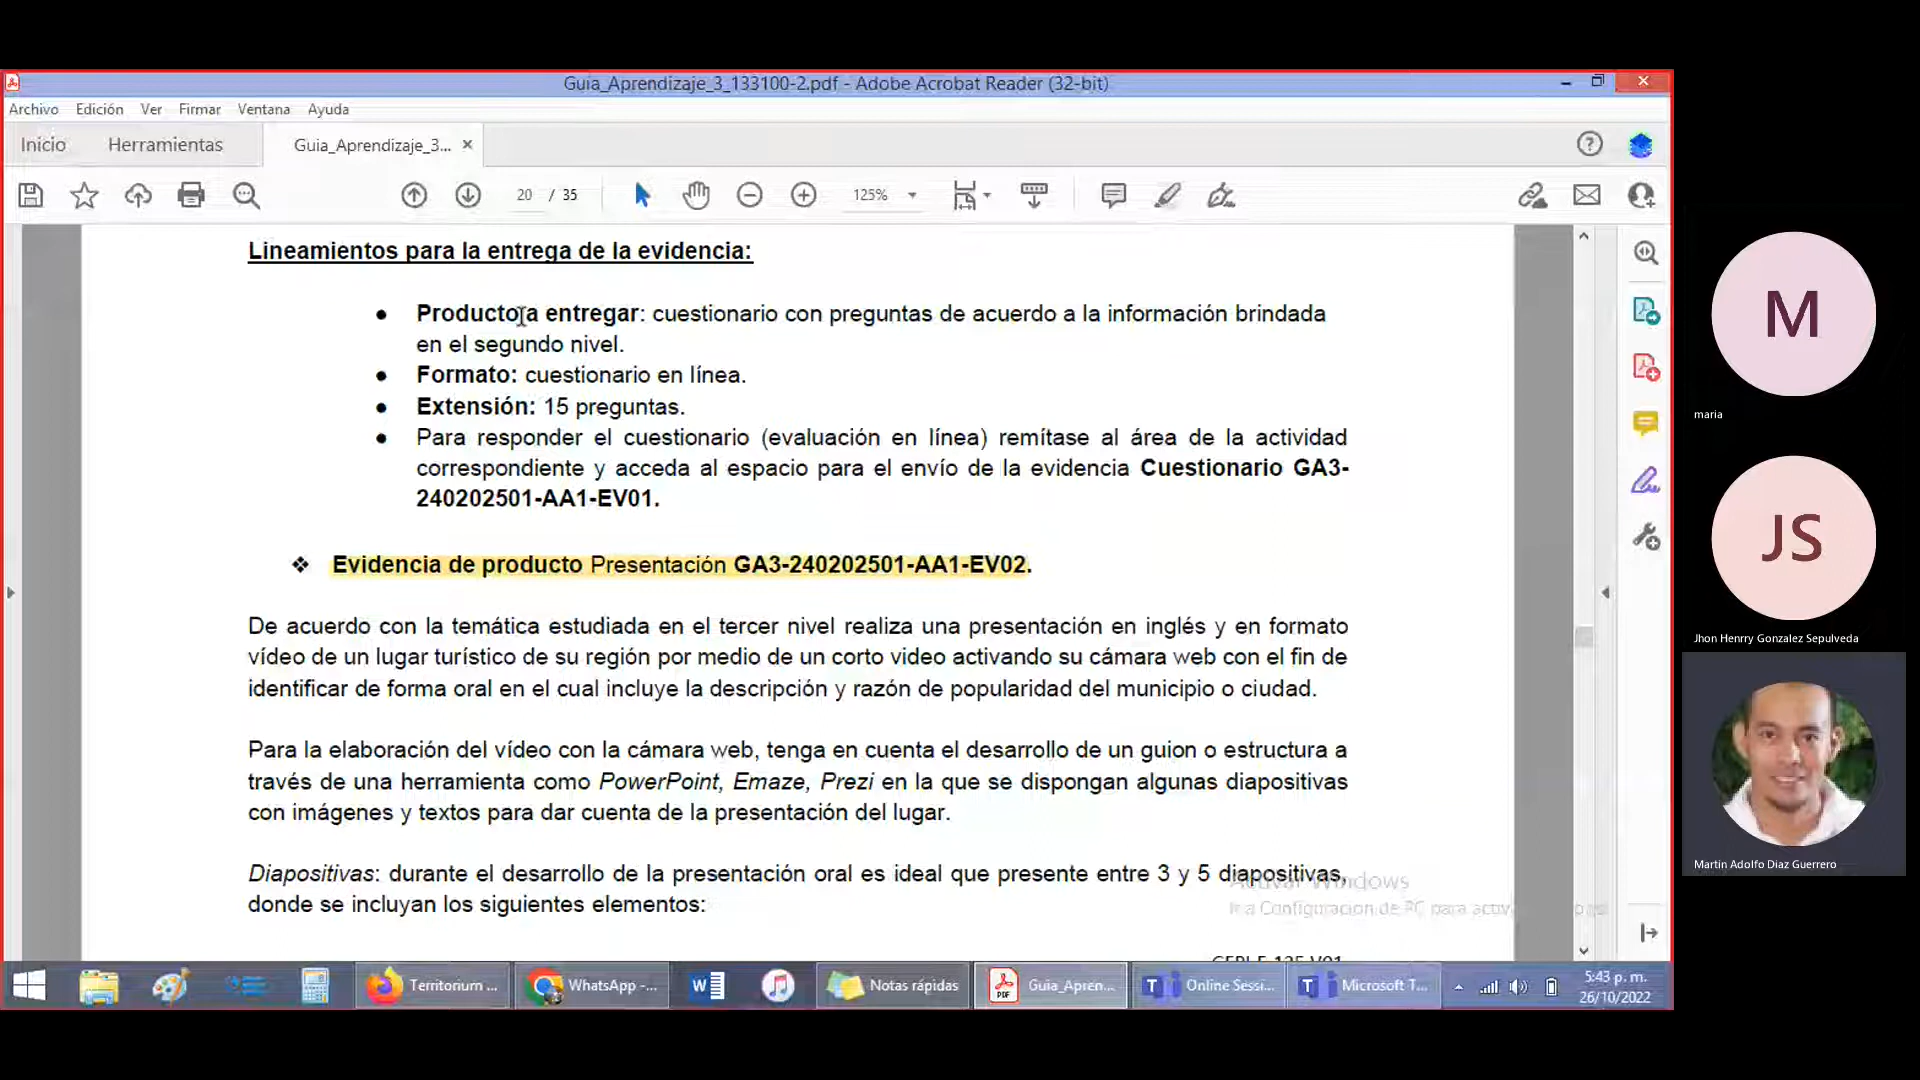 Guia_Aprendizaje_3_133100-2.pdf - Adobe Acrobat Reader (32-bit)
Archivo Edición Ver Firmar Ventana Ayuda
Inicio Herramientas Guia_Aprendizaje_3... ×
20 / 35 125%
Lineamientos para la entrega de la evidencia:
● Producto a entregar: cuestionario con preguntas de acuerdo a la información brindada
en el segundo nivel.
● Formato: cuestionario en línea.
● Extensión: 15 preguntas.
● Para responder el cuestionario (evaluación en línea) remítase al área de la actividad
correspondiente y acceda al espacio para el envío de la evidencia Cuestionario GA3-
240202501-AA1-EV01.
❖ Evidencia de producto Presentación GA3-240202501-AA1-EV02.
De acuerdo con la temática estudiada en el tercer nivel realiza una presentación en inglés y en formato
vídeo de un lugar turístico de su región por medio de un corto video activando su cámara web con el fin de
identificar de forma oral en el cual incluye la descripción y razón de popularidad del municipio o ciudad.
Para la elaboración del vídeo con la cámara web, tenga en cuenta el desarrollo de un guion o estructura a
través de una herramienta como PowerPoint, Emaze, Prezi en la que se dispongan algunas diapositivas
con imágenes y textos para dar cuenta de la presentación del lugar.
Diapositivas: durante el desarrollo de la presentación oral es ideal que presente entre 3 y 5 diapositivas,
donde se incluyan los siguientes elementos:
Activar Windows
Ir a Configuración de PC para activ
Territorium ...
WhatsApp -...
Notas rápidas
Guia_Apren...
Online Sessi...
Microsoft T...
5:43 p. m.
26/10/2022
M
maria
JS
Jhon Henrry Gonzalez Sepulveda
Martin Adolfo Diaz Guerrero